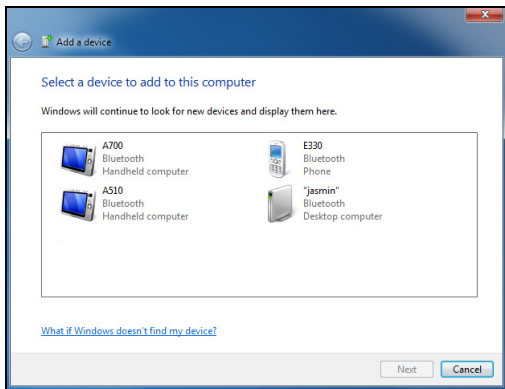 Add a device
Select a device to add to this computer
Windows will continue to look for new devices and display them here.
A700
Bluetooth
Handheld computer
E330
Bluetooth
Phone
A510
Bluetooth
Handheld computer
"jasmin"
Bluetooth
Desktop computer
What if Windows doesn't find my device?
Next
Cancel